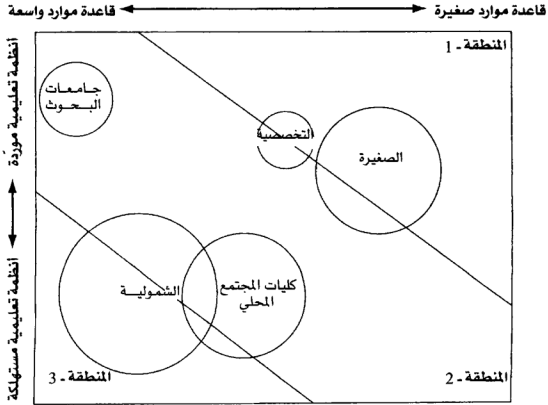 قاعدة موارد صغيرة
قاعدة موارد واسعة
المنطقة - 1
أنظمة تعليمية مورّدة
جامعات
البحوث
التخصصية
الصغيرة
كليات المجتمع
المحلي
الشمولية
أنظمة تعليمية مستهلكة
المنطقة - 2
المنطقة - 3